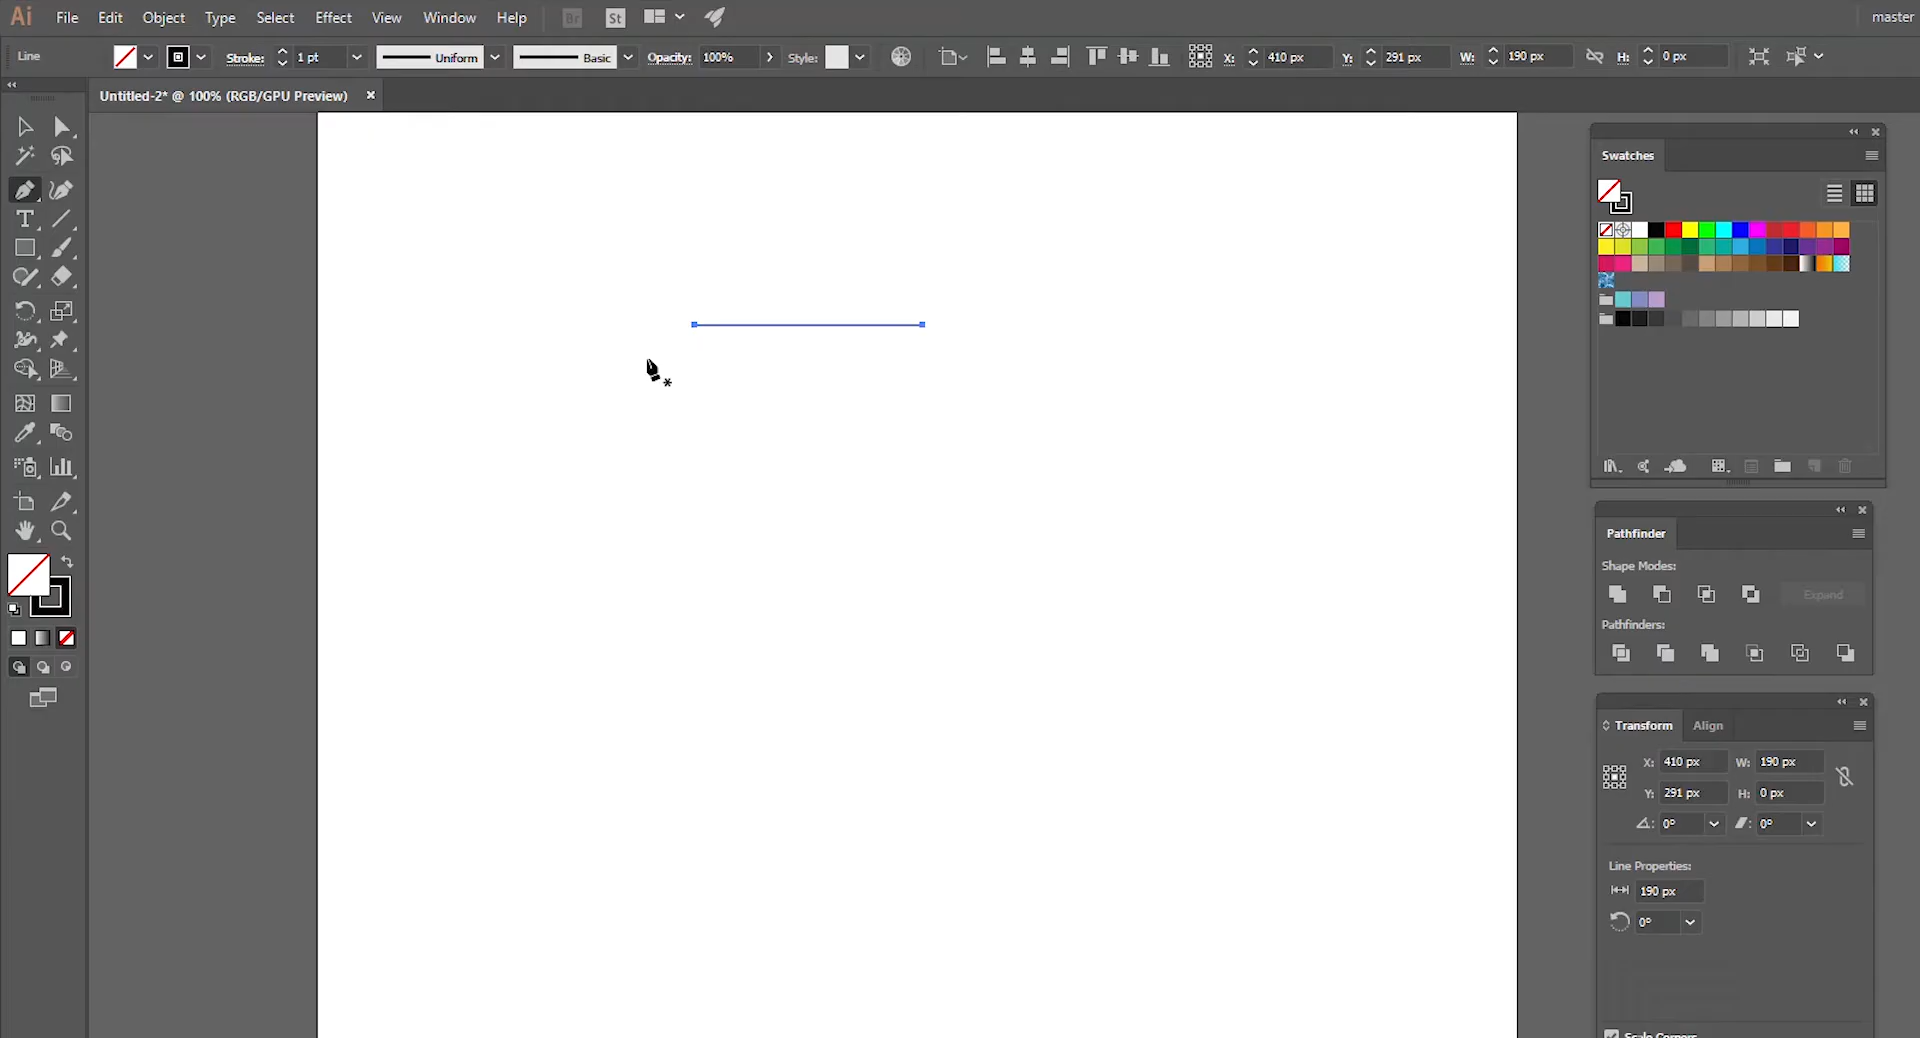 Ai File Edit Object Type Select Effect View Window Help Br St master
Line Stroke: 1 pt Uniform Basic Opacity: 100% Style: X: 410 px Y: 291 px W: 190 px H: 0 px
Untitled-2* @ 100% (RGB/GPU Preview) ×
Swatches
Pathfinder
Shape Modes:
Expand
Pathfinders:
Transform Align
X: 410 px W: 190 px
Y: 291 px H: 0 px
0° 0°
Line Properties:
190 px
0°
Scale Corners